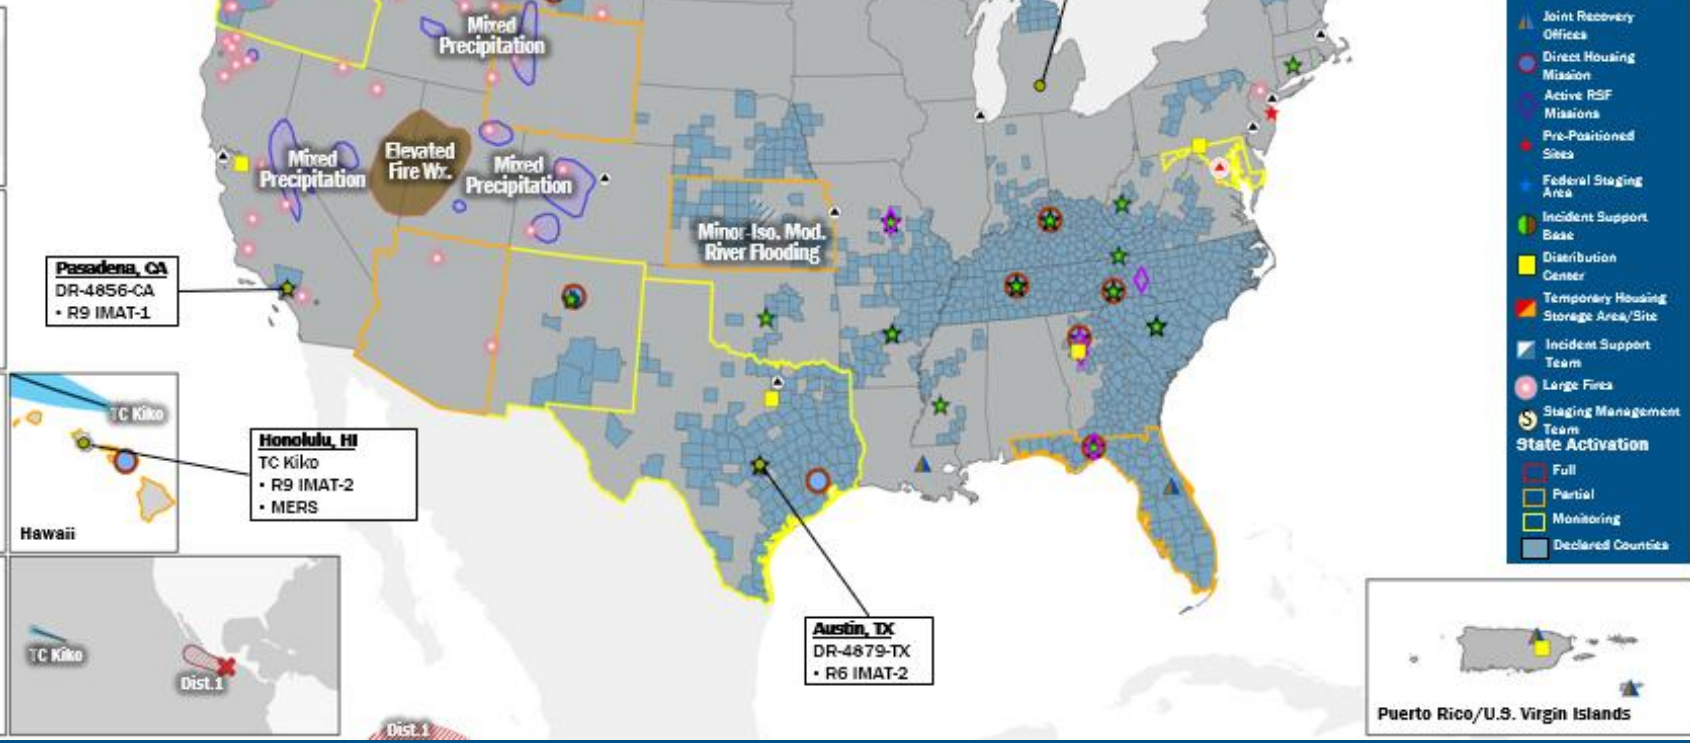 Mixed
Precipitation
Elevated
Fire Wx.
Mixed
Precipitation
Mixed
Precipitation
Minor-Iso. Mod.
River Flooding
Pasadena, CA
DR-4856-CA
• R9 IMAT-1
TC Kiko
Hawaii
Honolulu, HI
TC Kiko
• R9 IMAT-2
• MERS
TC Kiko
Dist.1
Dist.1
Austin, TX
DR-4879-TX
• R6 IMAT-2
Joint Recovery
Offices
Direct Housing
Mission
Active RSF
Missions
Pre-Positioned
Sites
Federal Staging
Area
Incident Support
Base
Distribution
Center
Temporary Housing
Storage Area/Site
Incident Support
Team
Large Fires
S
Staging Management
Team
State Activation
Full
Partial
Monitoring
Declared Counties
Puerto Rico/U.S. Virgin Islands